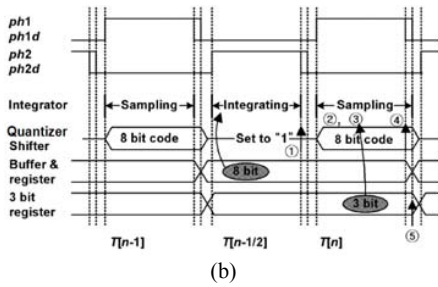 ph1
ph1d
ph2
ph2d
Integrator Sampling Integrating Sampling
② , ③ ④
Quantizer
Shifter 8 bit code Set to "1" ① 8 bit code
Buffer &
register 8 bit
3 bit
register 3 bit
⑤
T[n-1] T[n-1/2] T[n]
(b)